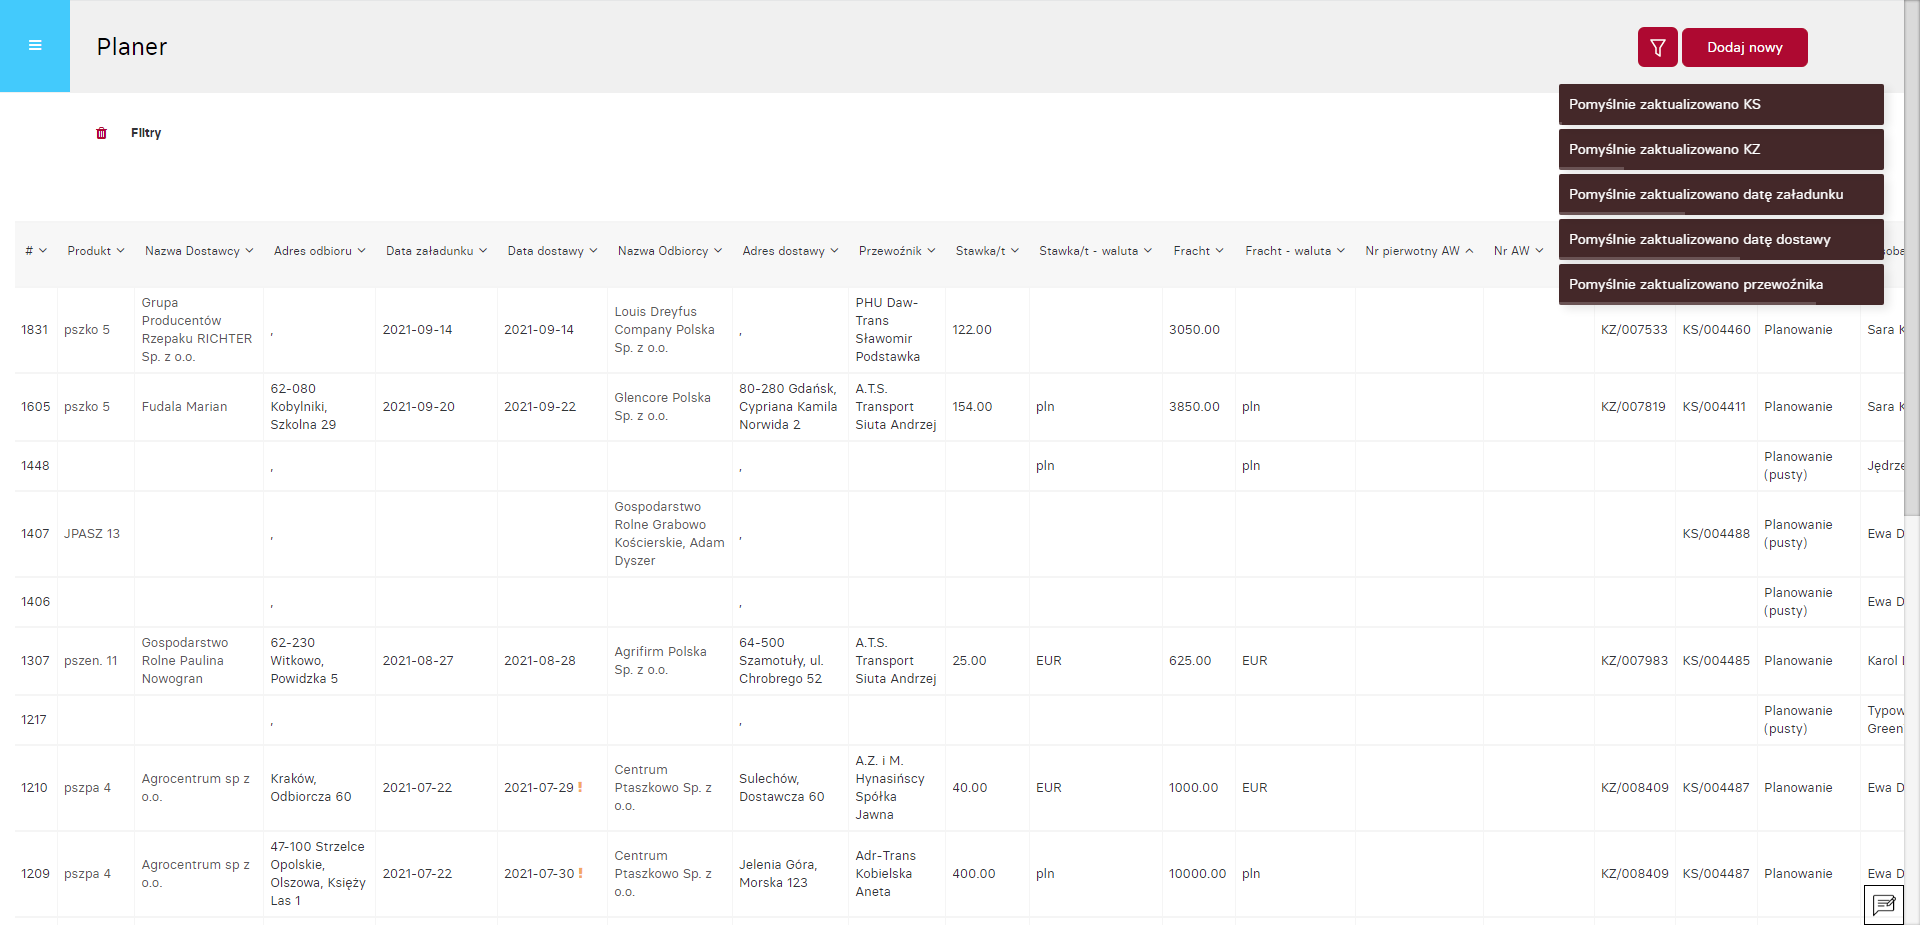 Planer
Dodaj nowy
Pomyślnie zaktualizowano KS
Pomyślnie zaktualizowano KZ
Pomyślnie zaktualizowano datę załadunku
Pomyślnie zaktualizowano datę dostawy
Pomyślnie zaktualizowano przewoźnika
Filtry
# Produkt Nazwa Dostawcy Adres odbioru Data załadunku Data dostawy Nazwa Odbiorcy Adres dostawy Przewoźnik Stawka/t Stawka/t - waluta Fracht Fracht - waluta Nr pierwotny AW Nr AW
1831
pszko 5
Grupa
Producentów
Rzepaku RICHTER
Sp. z o.o.
,
2021-09-14
2021-09-14
Louis Dreyfus
Company Polska
Sp. z o.o.
,
PHU Daw-
Trans
Sławomir
Podstawka
122.00
3050.00
KZ/007533
KS/004460
Planowanie
Sara K
1605
pszko 5
Fudala Marian
62-080
Kobylniki,
Szkolna 29
2021-09-20
2021-09-22
Glencore Polska
Sp. z o.o.
80-280 Gdańsk,
Cypriana Kamila
Norwida 2
A.T.S.
Transport
Siuta Andrzej
154.00
pln
3850.00
pln
KZ/007819
KS/004411
Planowanie
Sara K
1448
,
,
pln
pln
Planowanie
(pusty)
Jędrze
1407
JPASZ 13
,
Gospodarstwo
Rolne Grabowo
Kościerskie, Adam
Dyszer
,
KS/004488
Planowanie
(pusty)
Ewa D
1406
,
,
Planowanie
(pusty)
Ewa D
1307
pszen. 11
Gospodarstwo
Rolne Paulina
Nowogran
62-230
Witkowo,
Powidzka 5
2021-08-27
2021-08-28
Agrifirm Polska
Sp. z o.o.
64-500
Szamotuły, ul.
Chrobrego 52
A.T.S.
Transport
Siuta Andrzej
25.00
EUR
625.00
EUR
KZ/007983
KS/004485
Planowanie
Karol
1217
,
,
Planowanie
(pusty)
Typow
Green
1210
pszpa 4
Agrocentrum sp z
o.o.
Kraków,
Odbiorcza 60
2021-07-22
2021-07-29 !
Centrum
Ptaszkowo Sp. z
o.o.
Sulechów,
Dostawcza 60
A.Z. i M.
Hynasińscy
Spółka
Jawna
40.00
EUR
1000.00
EUR
KZ/008409
KS/004487
Planowanie
Ewa D
1209
pszpa 4
Agrocentrum sp z
o.o.
47-100 Strzelce
Opolskie,
Olszowa, Księży
Las 1
2021-07-22
2021-07-30 !
Centrum
Ptaszkowo Sp. z
o.o.
Jelenia Góra,
Morska 123
Adr-Trans
Kobielska
Aneta
400.00
pln
10000.00
pln
KZ/008409
KS/004487
Planowanie
Ewa D